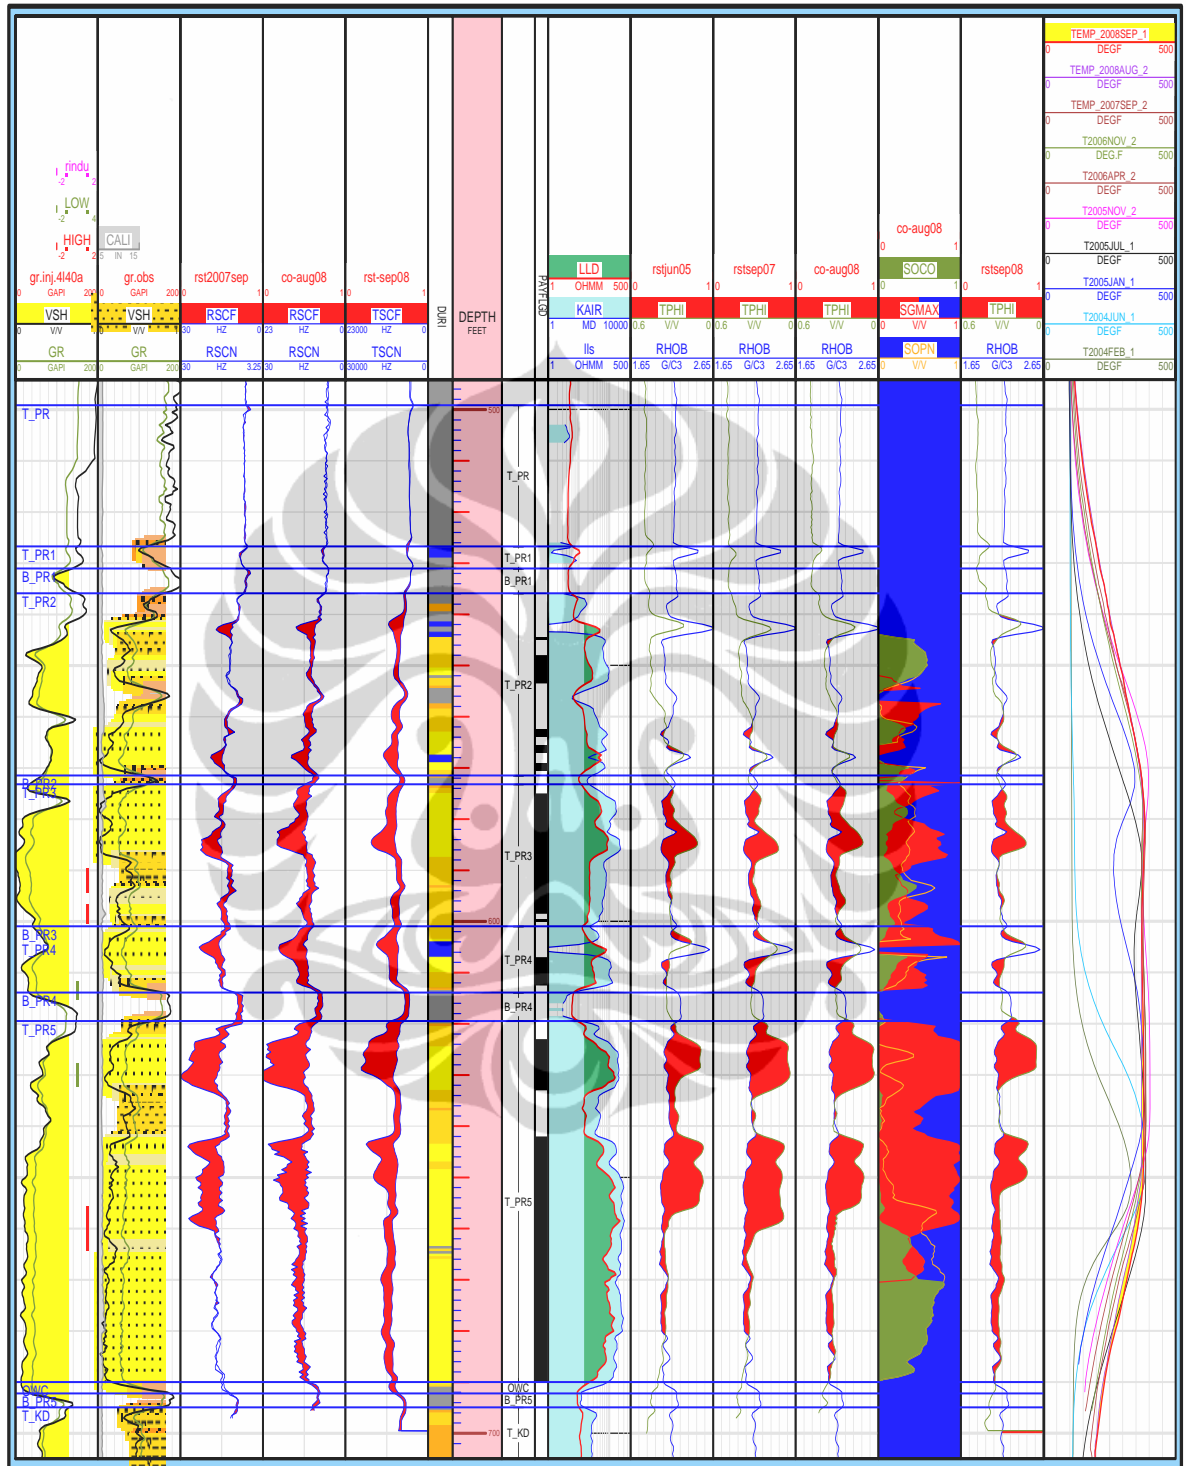 TEMP_2008SEP_1
0 DEGF 500
TEMP_2008AUG_2
0 DEGF 500
TEMP_2007SEP_2
0 DEGF 500
T2006NOV_2
0 DEG.F 500
T2006APR_2
0 DEGF 500
T2005NOV_2
0 DEGF 500
T2005JUL_1
0 DEGF 500
T2005JAN_1
0 DEGF 500
T2004JUN_1
0 DEGF 500
T2004FEB_1
0 DEGF 500
rindu
-2 2
LOW
-2 4
HIGH
-2 2
gr.inj.4l40a
0 GAPI 200
VSH
V/V
GR
0 GAPI 200
CALI
5 IN 15
gr.obs
0 GAPI 200
VSH
V/V
GR
0 GAPI 200
rst2007sep
0 1
RSCF
30 HZ 0
RSCN
30 HZ 3.25
co-aug08
0 1
RSCF
23 HZ 0
RSCN
30 HZ 0
rst-sep08
0 1
TSCF
23000 HZ 0
TSCN
30000 HZ 0
DURI
DEPTH
FEET
PAYFLGD
LLD
1 OHMM 500
KAIR
1 MD 10000
lls
1 OHMM 500
rstjun05
0 1
TPHI
0.6 V/V 0
RHOB
1.65 G/C3 2.65
rstsep07
0 1
TPHI
0.6 V/V 0
RHOB
1.65 G/C3 2.65
co-aug08
0 1
TPHI
0.6 V/V 0
RHOB
1.65 G/C3 2.65
co-aug08
0 1
SOCO
0 1
SGMAX
0 V/V 1
SOPN
0 V/V 1
rstsep08
0 1
TPHI
0.6 V/V 0
RHOB
1.65 G/C3 2.65
T_PR
500
T_PR
T_PR1
T_PR1
B_PR1
B_PR1
T_PR2
T_PR2
T_PR3
B_PR3
600
T_PR4
T_PR4
B_PR4
B_PR4
T_PR5
T_PR5
OWC
OWC
B_PR5
B_PR5
T_KD
T_KD
700